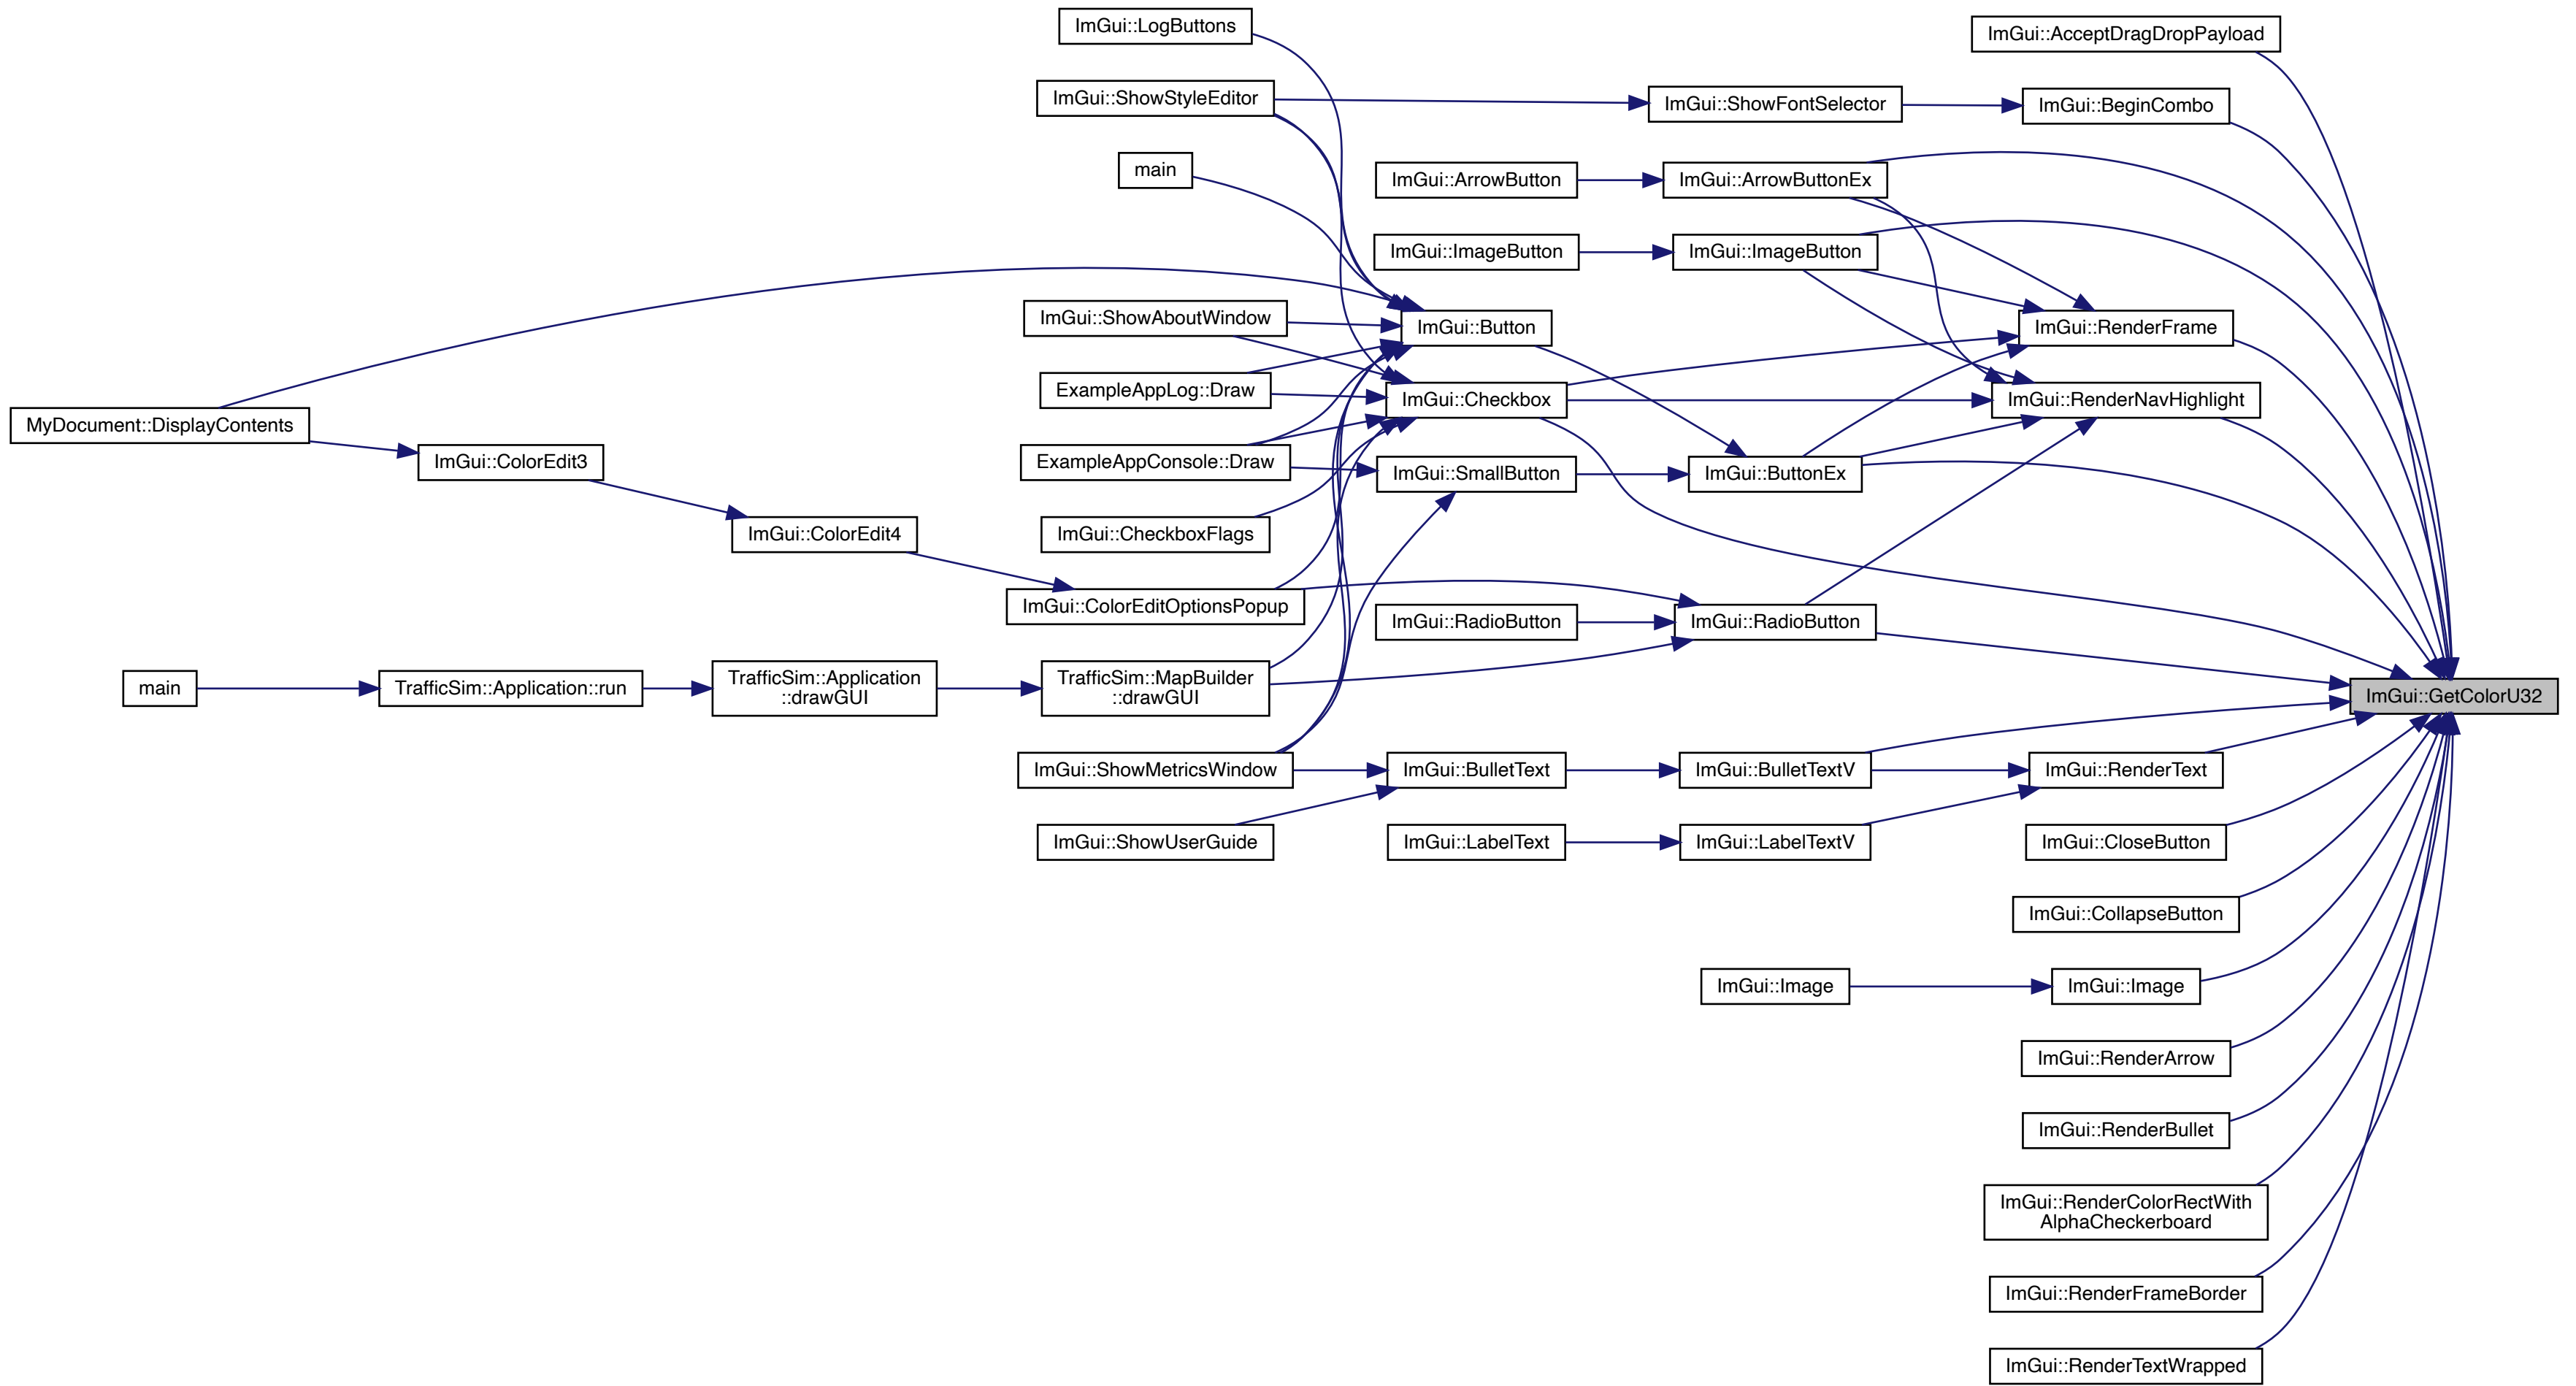 ImGui::LogButtons
ImGui::AcceptDragDropPayload
ImGui::ShowStyleEditor
ImGui::ShowFontSelector
ImGui::BeginCombo
main
ImGui::ArrowButton
ImGui::ArrowButtonEx
ImGui::ImageButton
ImGui::ImageButton
ImGui::ShowAboutWindow
ImGui::Button
ImGui::RenderFrame
ExampleAppLog::Draw
ImGui::Checkbox
ImGui::RenderNavHighlight
MyDocument::DisplayContents
ImGui::ColorEdit3
ExampleAppConsole::Draw
ImGui::SmallButton
ImGui::ButtonEx
ImGui::ColorEdit4
ImGui::CheckboxFlags
ImGui::ColorEditOptionsPopup
ImGui::RadioButton
ImGui::RadioButton
main
TrafficSim::Application::run
TrafficSim::Application
::drawGUI
TrafficSim::MapBuilder
::drawGUI
ImGui::GetColorU32
ImGui::ShowMetricsWindow
ImGui::BulletText
ImGui::BulletTextV
ImGui::RenderText
ImGui::ShowUserGuide
ImGui::LabelText
ImGui::LabelTextV
ImGui::CloseButton
ImGui::CollapseButton
ImGui::Image
ImGui::Image
ImGui::RenderArrow
ImGui::RenderBullet
ImGui::RenderColorRectWith
AlphaCheckerboard
ImGui::RenderFrameBorder
ImGui::RenderTextWrapped